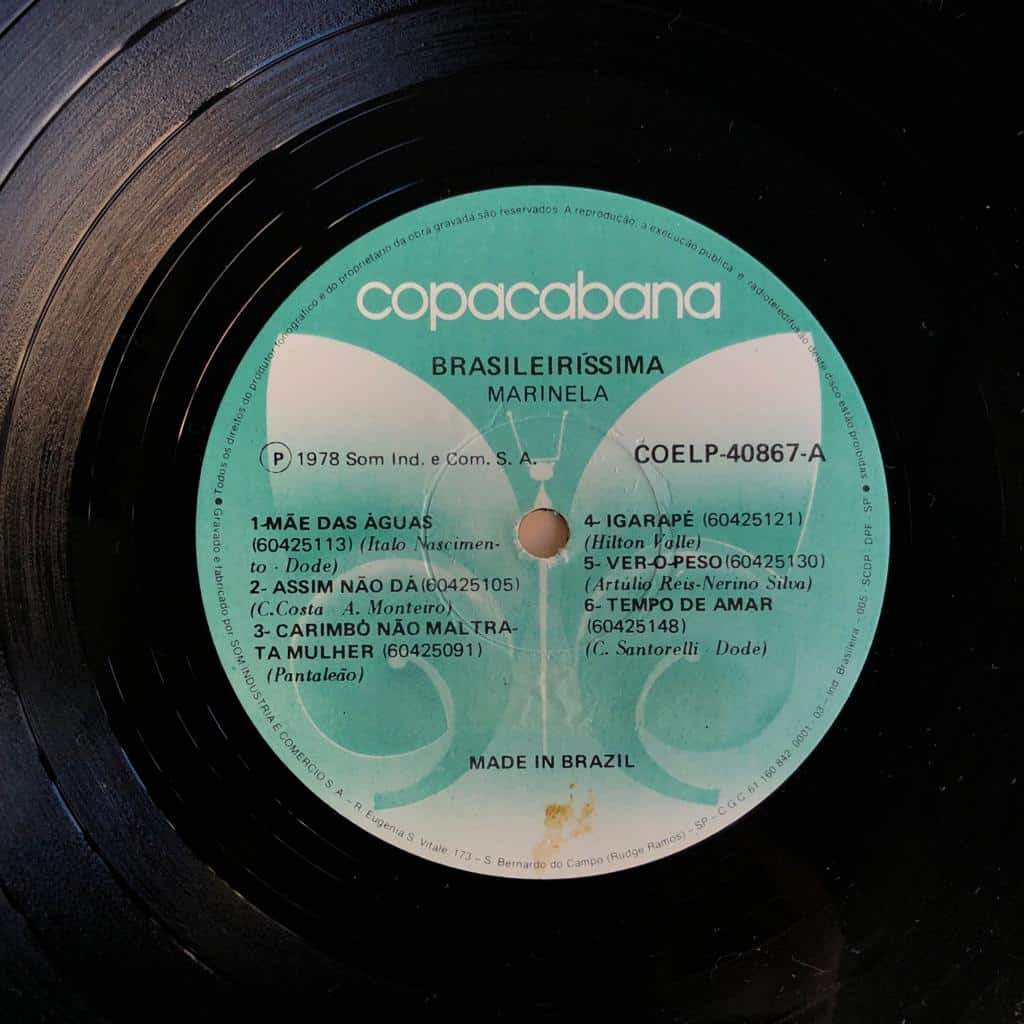 Todos os direitos do produtor fonográfico e do proprietário da obra gravada são reservados. A reprodução, a execução pública e radioteledifusão deste disco estão proibidas
copacabana
BRASILEIRÍSSIMA
MARINELA
P 1978 Som Ind. e Com. S. A.
COELP-40867-A
1-MÃE DAS ÁGUAS
(60425113) (Italo Nascimen-
to - Dode)
2- ASSIM NÃO DÁ (60425105)
(C.Costa - A. Monteiro)
3- CARIMBÓ NÃO MALTRA-
TA MULHER (60425091)
(Pantaleão)
4- IGARAPÉ (60425121)
(Hilton Valle)
5- VER-O-PESO (60425130)
(Artúlio Reis-Nerino Silva)
6- TEMPO DE AMAR
(60425148)
(C. Santorelli - Dode)
MADE IN BRAZIL
Gravado e fabricado por: SOM INDUSTRIA E COMERCIO S. A. - R. Eugenia S. Vitale, 173 - S. Bernardo do Campo (Rudge Ramos) - SP - C G C 61 160 842 0001 - 03 - Ind. Brasileira - 005 SCDP - DPF - SP